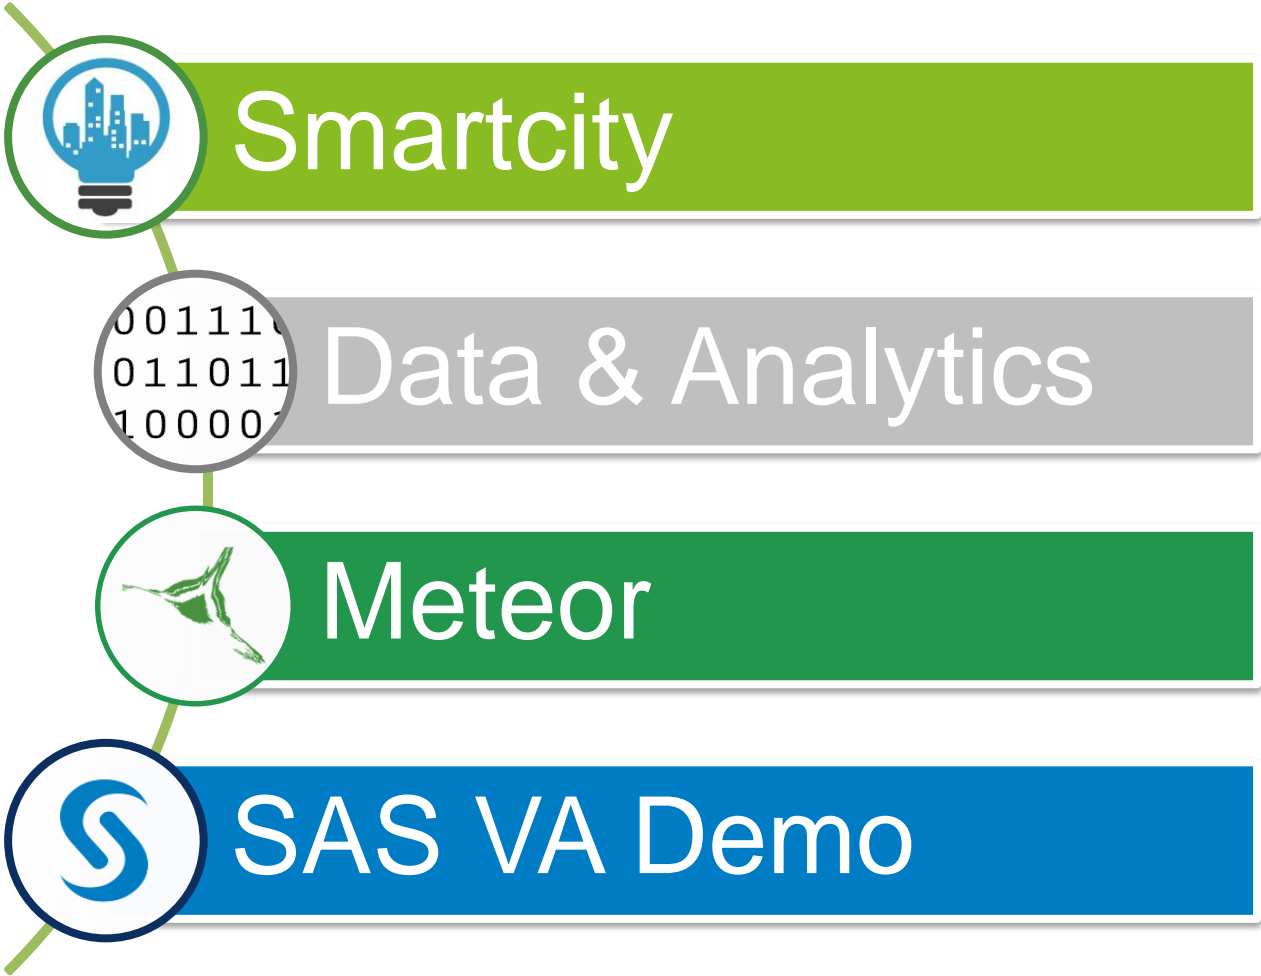 Smartcity
001110
011011
100001
Data & Analytics
Meteor
SAS VA Demo